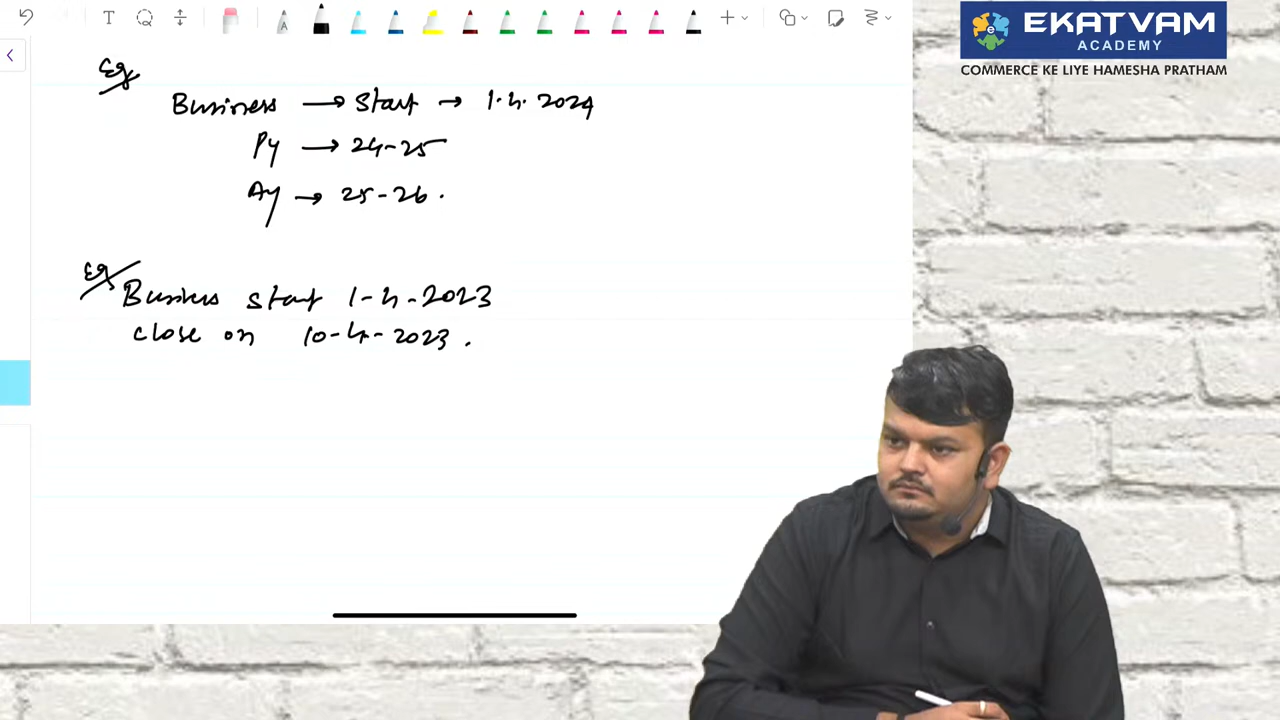 T
A
EKATVAM
ACADEMY
COMMERCE KE LIYE HAMESHA PRATHAM
Eg
Business → Start → 1.4.2024
Py → 24-25
Ay → 25-26.
Eg
Business start 1-4-2023
close on 10-4-2023.